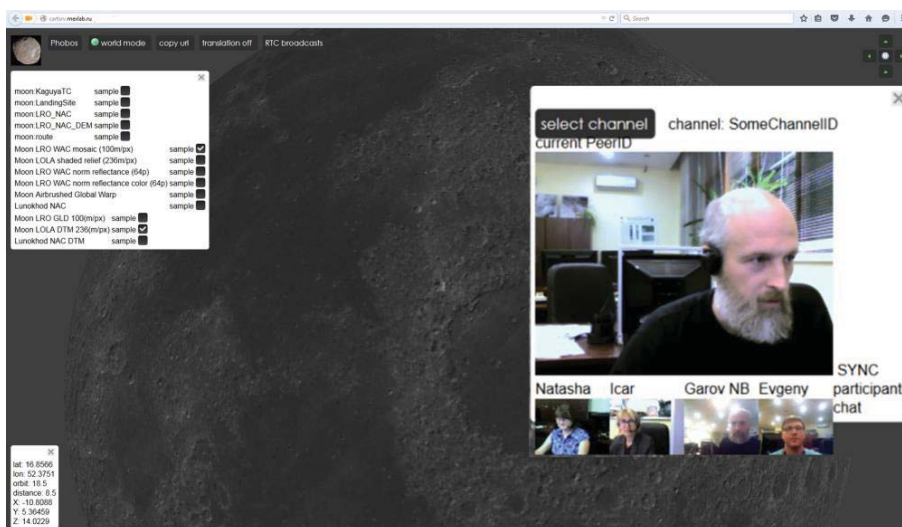 cartsrv.mexlab.ru
Search
Phobos world mode copy url translation off RTC broadcasts
moon:KaguyaTC sample
moon:LandingSite sample
moon:LRO_NAC sample
moon:LRO_NAC_DEM sample
moon:route sample
Moon LRO WAC mosaic (100m/px) sample
Moon LOLA shaded relief (236m/px) sample
Moon LRO WAC norm reflectance (64p) sample
Moon LRO WAC norm reflectance color (64p) sample
Moon Airbrushed Global Warp sample
Lunokhod NAC sample
Moon LRO GLD 100(m/px) sample
Moon LOLA DTM 236(m/px) sample
Lunokhod NAC DTM sample
select channel channel: SomeChannelID
current PeerID
SYNC
Natasha Icar Garov NB Evgeny participant
chat
lat: 16.8566
lon: 52.3751
orbit: 18.5
distance: 8.5
X: -10.8088
Y: 5.36459
Z: 14.0229